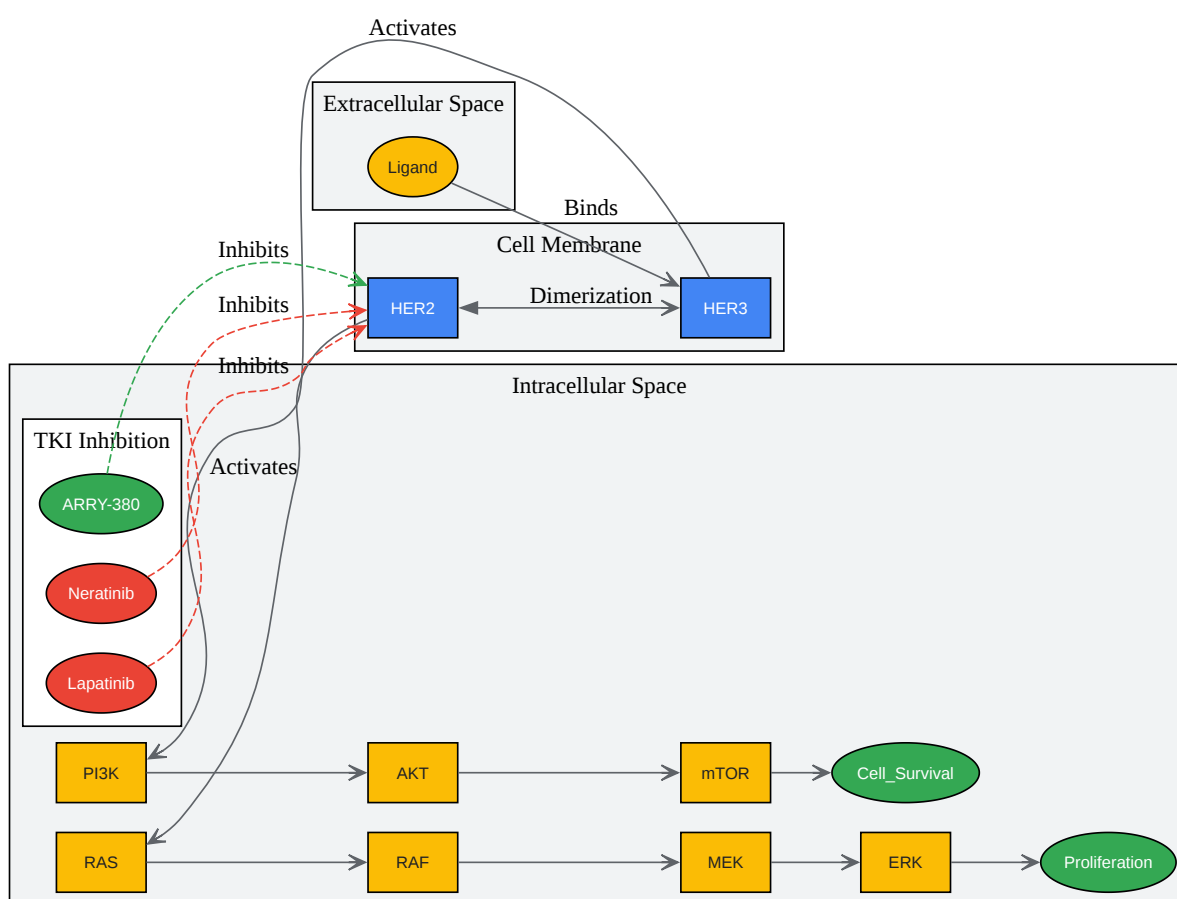 Activates
Extracellular Space
Ligand
Binds
Cell Membrane
Inhibits
Dimerization
Inhibits
HER2
HER3
Inhibits
Intracellular Space
TKI Inhibition
Activates
ARRY-380
Neratinib
Lapatinib
PI3K
AKT
mTOR
Cell_Survival
RAS
RAF
MEK
ERK
Proliferation